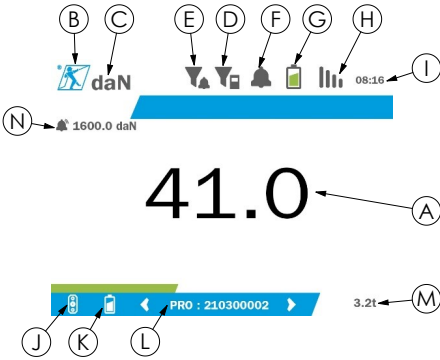 B C E D F G H
daN 08:16 I
N 1600.0 daN
41.0 A
PRO : 210300002 3.2t M
J K L